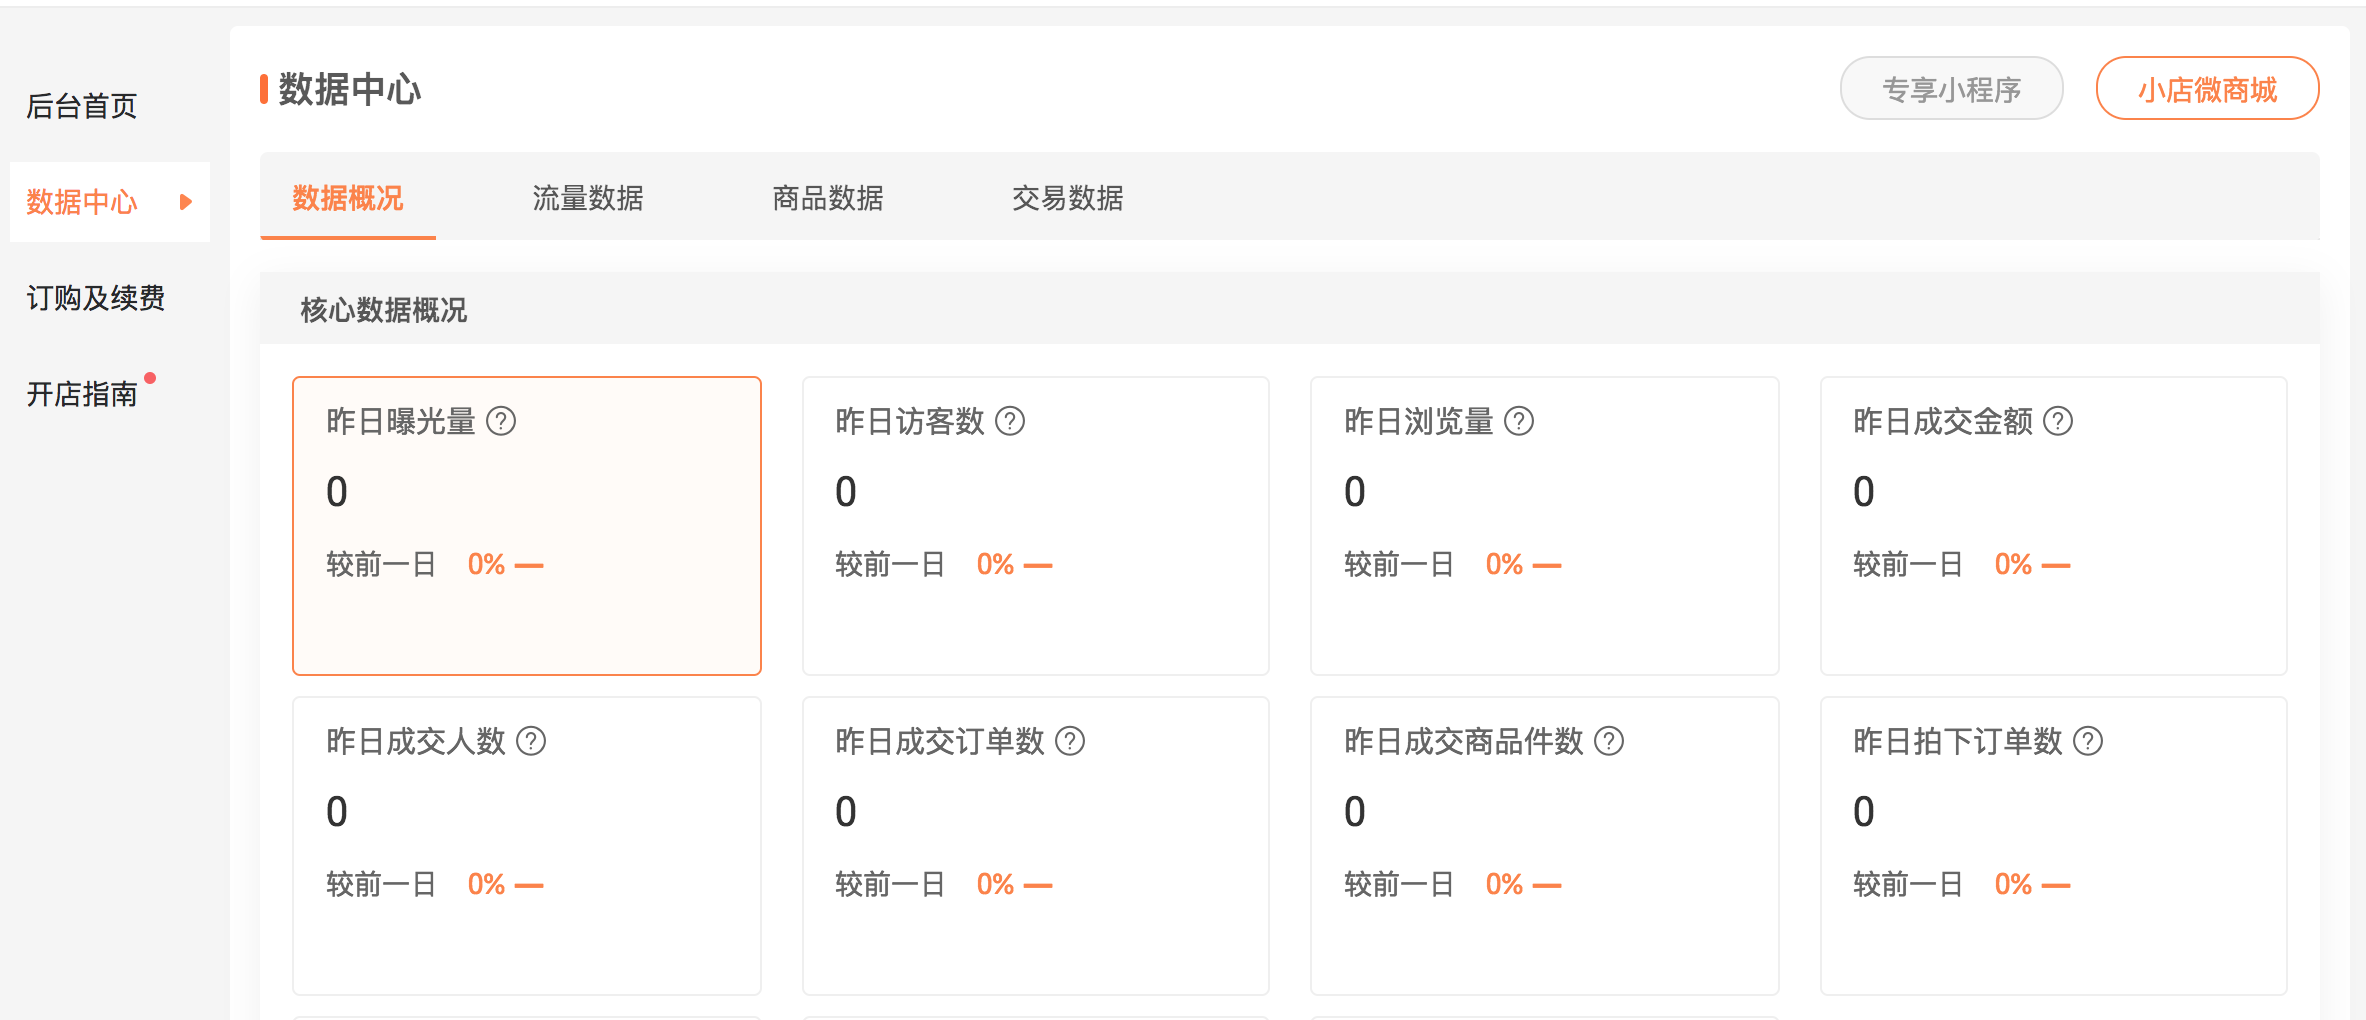 后台首页
数据中心
订购及续费
开店指南
数据中心
专享小程序
小店微商城
数据概况
流量数据
商品数据
交易数据
核心数据概况
昨日曝光量 ?
0
较前一日 0% —
昨日访客数 ?
0
较前一日 0% —
昨日浏览量 ?
0
较前一日 0% —
昨日成交金额 ?
0
较前一日 0% —
昨日成交人数 ?
0
较前一日 0% —
昨日成交订单数 ?
0
较前一日 0% —
昨日成交商品件数 ?
0
较前一日 0% —
昨日拍下订单数 ?
0
较前一日 0% —